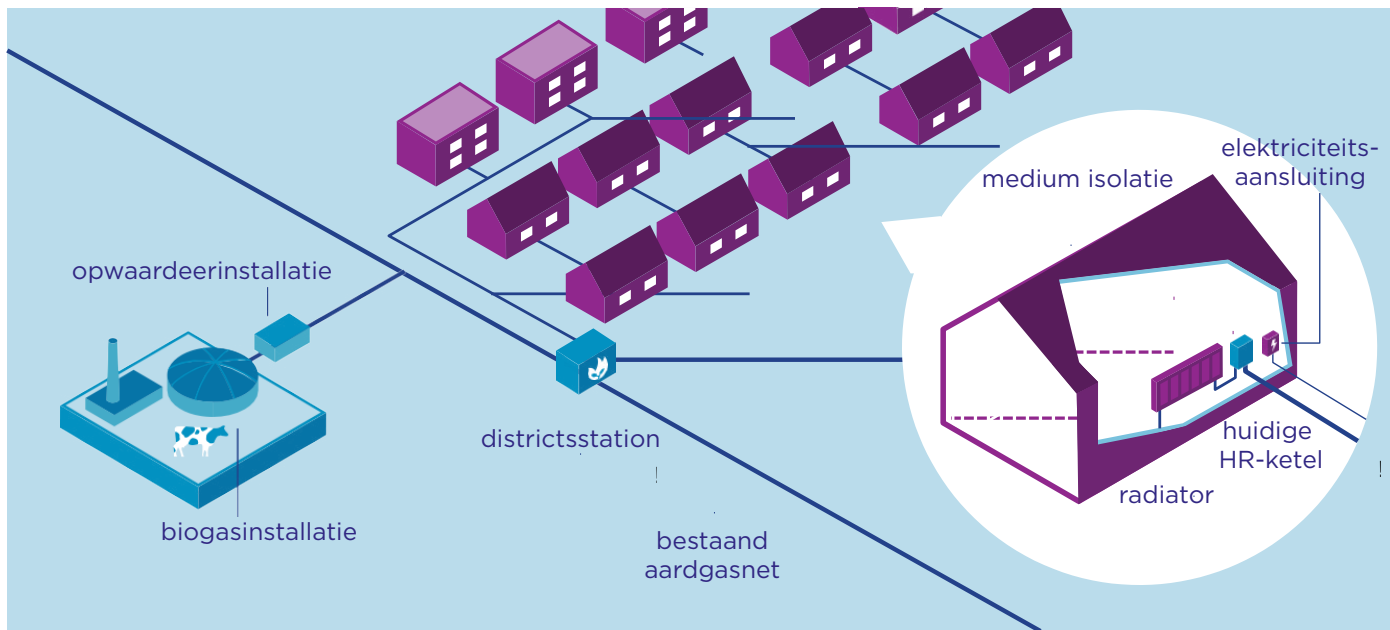 elektriciteits-
aansluiting
medium isolatie
opwaardeerinstallatie
districtsstation
huidige
HR-ketel
radiator
biogasinstallatie
bestaand
aardgasnet